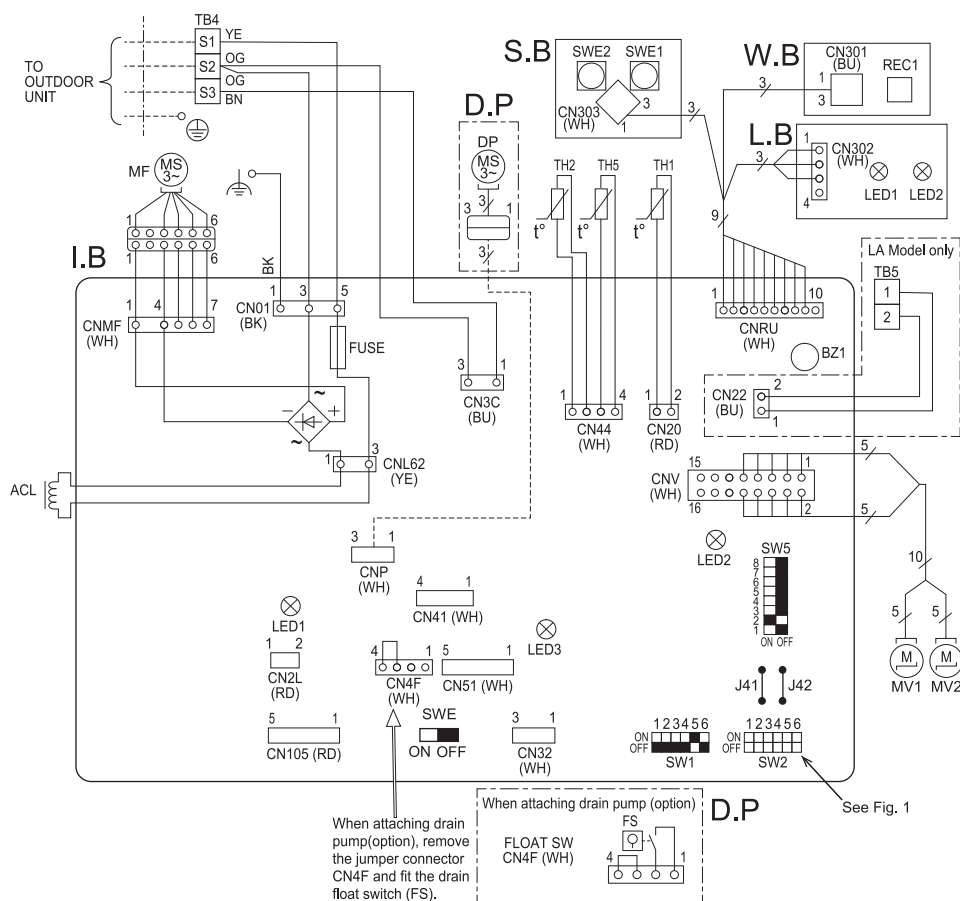 TB4
S1
YE
TO
OUTDOOR
UNIT
S2
OG
OG
S3
BN
S.B
SWE2 SWE1
CN303
(WH)
3
1
3
W.B
CN301
(BU)
REC1
1
3
3
L.B
CN302
(WH)
1
4
3
LED1 LED2
D.P
DP
MS
3~
3
3 1
3
MF
MS
3~
1 6
1 6
TH2 TH5 TH1
t° t° t°
9
LA Model only
TB5
1
2
I.B
BK
1 4 7
CNMF
(WH)
1 3 5
CN01
(BK)
FUSE
3 1
CN3C
(BU)
1 4
CN44
(WH)
1 2
CN20
(RD)
1 10
CNRU
(WH)
BZ1
CN22
(BU)
2
1
~
− +
~
1 3
CNL62
(YE)
ACL
15 1
CNV
(WH)
16 2
5
5
10
5 5
M M
MV1 MV2
3 1
CNP
(WH)
4 1
CN41 (WH)
LED2
SW5
8
7
6
5
4
3
2
1
ON OFF
LED1
LED3
1 2
CN2L
(RD)
4 1
CN4F
(WH)
5 1
CN51 (WH)
J41 J42
5 1
CN105 (RD)
SWE
ON OFF
3 1
CN32
(WH)
1 2 3 4 5 6
ON
OFF
SW1
1 2 3 4 5 6
ON
OFF
SW2
See Fig. 1
When attaching drain
pump(option), remove
the jumper connector
CN4F and fit the drain
float switch (FS).
When attaching drain pump (option)
D.P
FS
FLOAT SW
CN4F (WH)
4 1